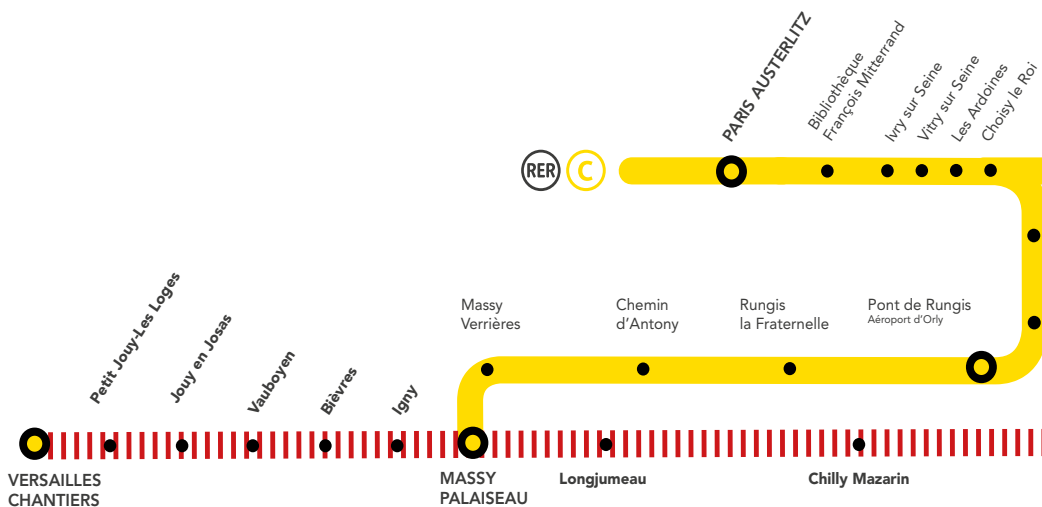 PARIS AUSTERLITZ
Bibliothèque
François Mitterrand
Ivry sur Seine
Vitry sur Seine
Les Ardoines
Choisy le Roi
RER C
Massy
Verrières
Chemin
d'Antony
Rungis
la Fraternelle
Pont de Rungis
Aéroport d'Orly
Petit Jouy-Les Loges
Jouy en Josas
Vauboyen
Bièvres
Igny
VERSAILLES
CHANTIERS
MASSY
PALAISEAU
Longjumeau
Chilly Mazarin